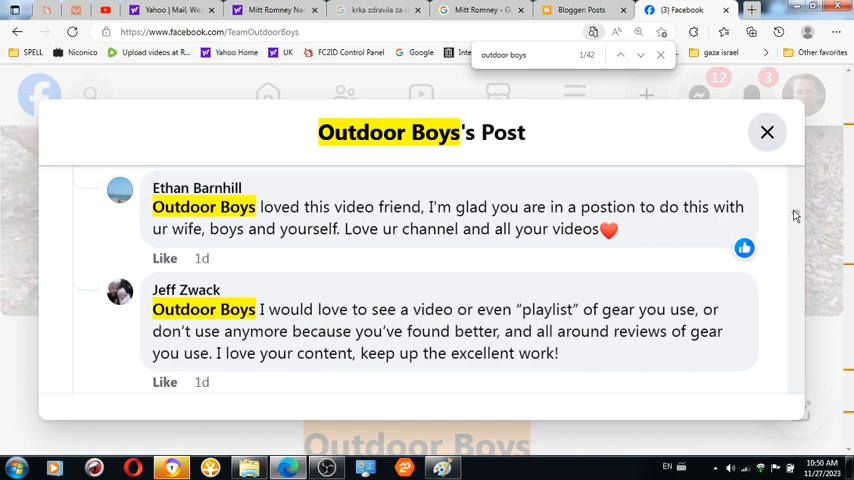 Yahoo | Mail, We
Mitt Romney Na
krka zdravila za
Mitt Romney - G
Blogger: Posts
(3) Facebook
https://www.facebook.com/TeamOutdoorBoys
SPELL
Niconico
Upload videos at R...
Yahoo Home
UK
FCZID Control Panel
Google
Inte
gaza israel
Other favorites
outdoor boys
1/42
12
3
Outdoor Boys's Post
Ethan Barnhill
Outdoor Boys loved this video friend, I'm glad you are in a postion to do this with
ur wife, boys and yourself. Love ur channel and all your videos❤️
Like 1d
Jeff Zwack
Outdoor Boys I would love to see a video or even “playlist” of gear you use, or
don’t use anymore because you’ve found better, and all around reviews of gear
you use. I love your content, keep up the excellent work!
Like 1d
Outdoor Boys
EN
10:50 AM
11/27/2023